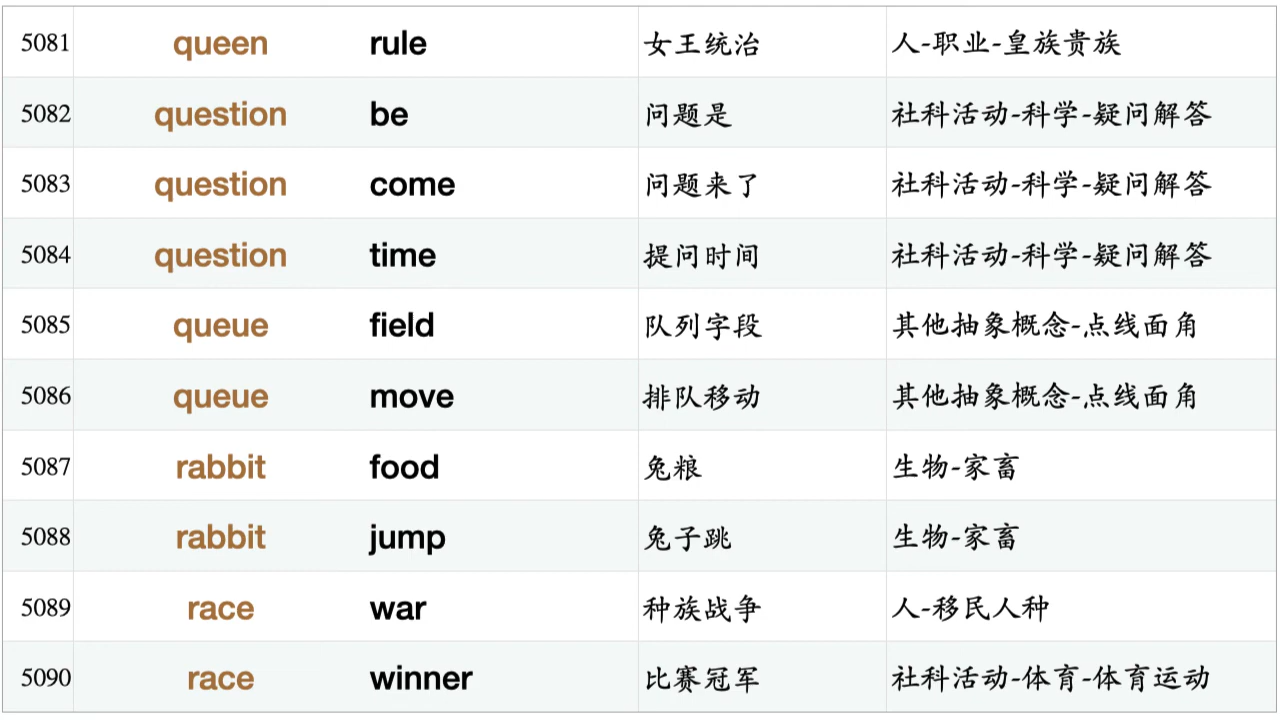 5081 queen rule 女王统治 人-职业-皇族贵族
5082 question be 问题是 社科活动-科学-疑问解答
5083 question come 问题来了 社科活动-科学-疑问解答
5084 question time 提问时间 社科活动-科学-疑问解答
5085 queue field 队列字段 其他抽象概念-点线面角
5086 queue move 排队移动 其他抽象概念-点线面角
5087 rabbit food 兔粮 生物-家畜
5088 rabbit jump 兔子跳 生物-家畜
5089 race war 种族战争 人-移民人种
5090 race winner 比赛冠军 社科活动-体育-体育运动